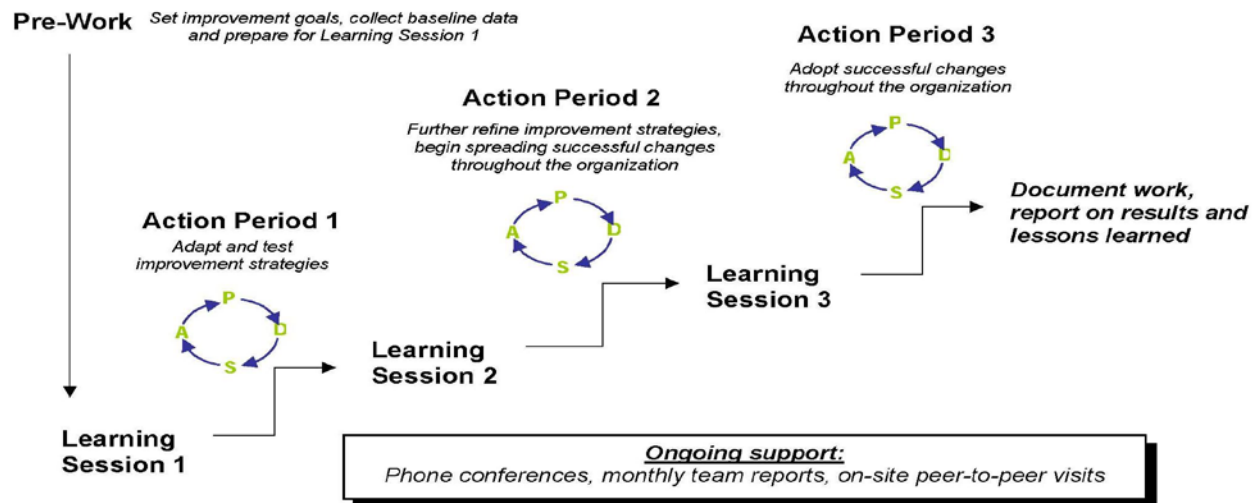 Pre-Work
Set improvement goals, collect baseline data
and prepare for Learning Session 1
Action Period 3
Adopt successful changes
throughout the organization
P
A
D
S
Document work,
report on results and
lessons learned
Action Period 2
Further refine improvement strategies,
begin spreading successful changes
throughout the organization
P
A
D
S
Learning
Session 3
Action Period 1
Adapt and test
improvement strategies
P
A
D
S
Learning
Session 2
Learning
Session 1
Ongoing support:
Phone conferences, monthly team reports, on-site peer-to-peer visits